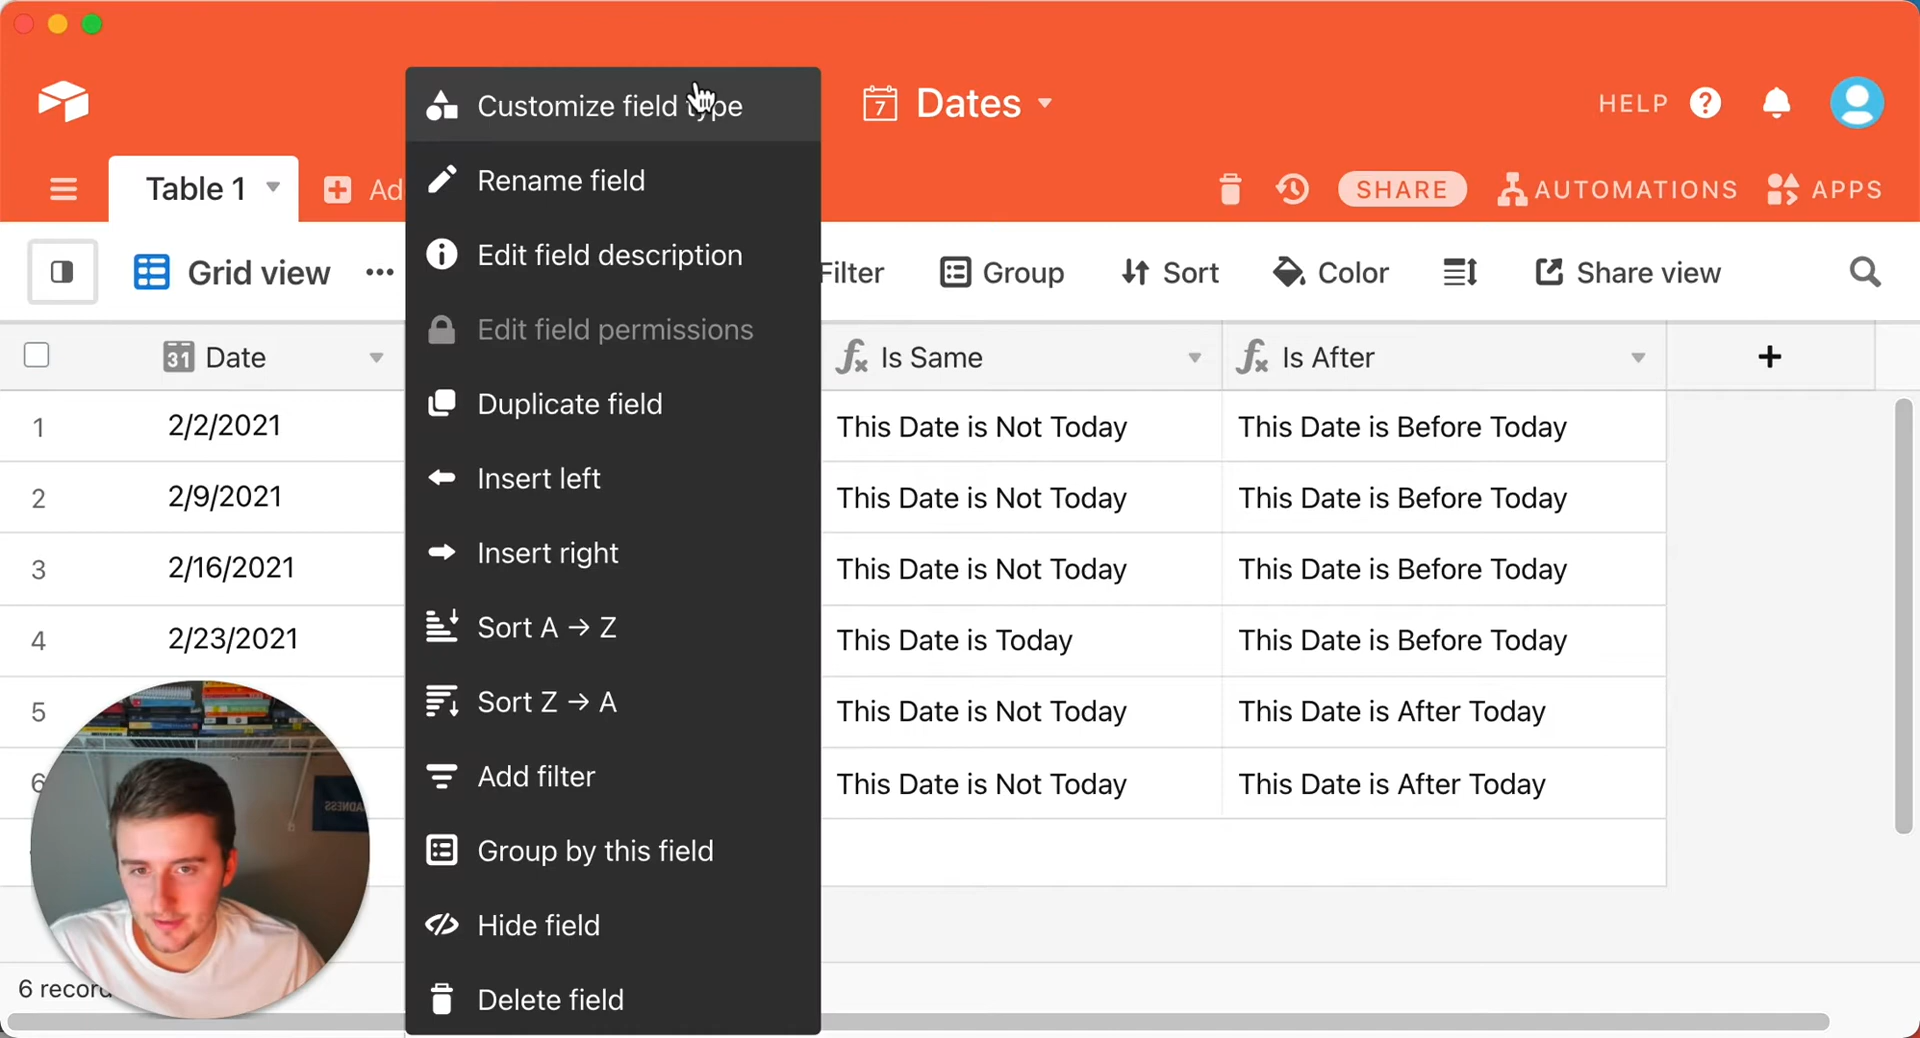 Customize field type
7
Dates
HELP
?
Table 1
Ad
SHARE
AUTOMATIONS
APPS
Rename field
Grid view
Edit field description
Filter
Group
Sort
Color
Share view
Edit field permissions
31
Date
Is Same
Is After
Duplicate field
1
2/2/2021
This Date is Not Today
This Date is Before Today
Insert left
2
2/9/2021
This Date is Not Today
This Date is Before Today
Insert right
3
2/16/2021
This Date is Not Today
This Date is Before Today
Sort A → Z
4
2/23/2021
This Date is Today
This Date is Before Today
Sort Z → A
5
This Date is Not Today
This Date is After Today
Add filter
6
This Date is Not Today
This Date is After Today
Group by this field
Hide field
Delete field
6 record